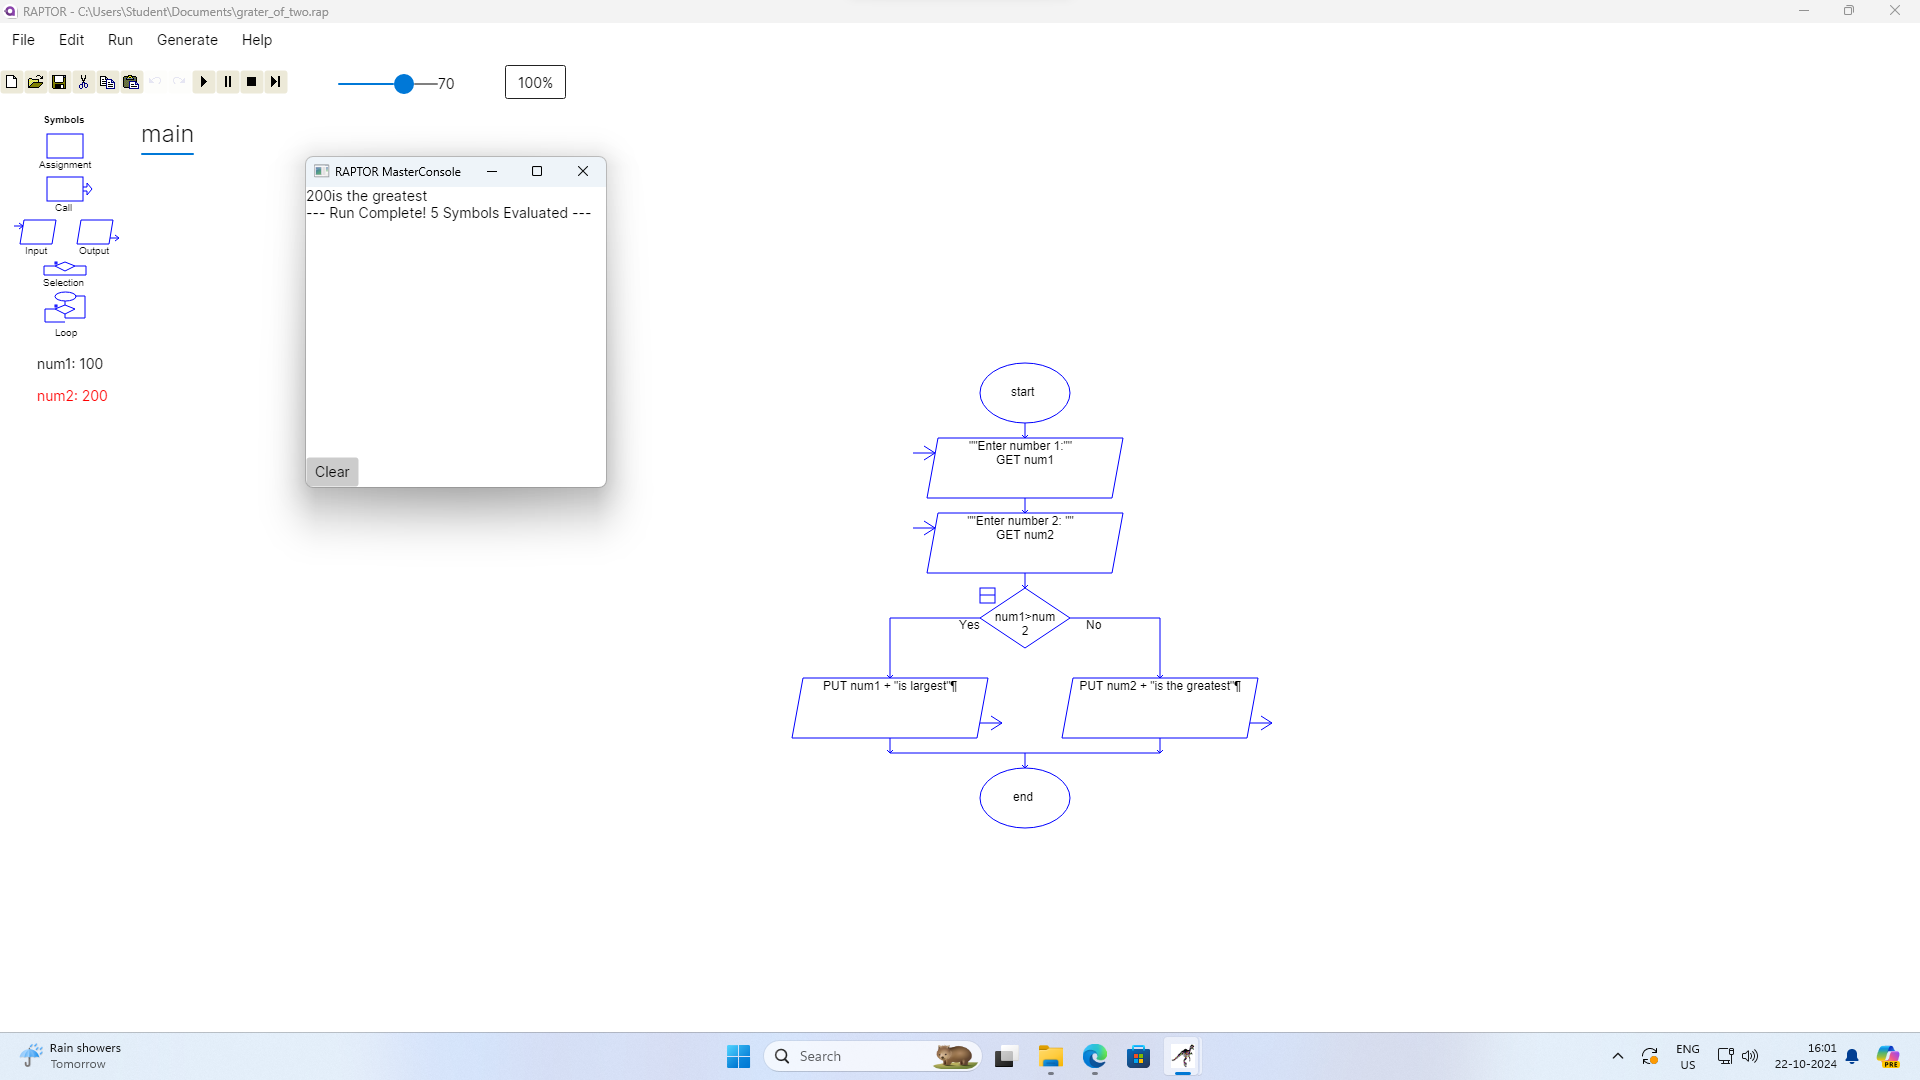 RAPTOR - C:\Users\Student\Documents\grater_of_two.rap
File Edit Run Generate Help
70
100%
Symbols
Assignment
Call
Input Output
Selection
Loop
num1: 100
num2: 200
main
RAPTOR MasterConsole
200is the greatest
--- Run Complete! 5 Symbols Evaluated ---
Clear
start
""Enter number 1:""
GET num1
""Enter number 2: ""
GET num2
num1>num
2
Yes
No
PUT num1 + "is largest"¶
PUT num2 + "is the greatest"¶
end
Rain showers
Tomorrow
Search
ENG
US
16:01
22-10-2024
PRE